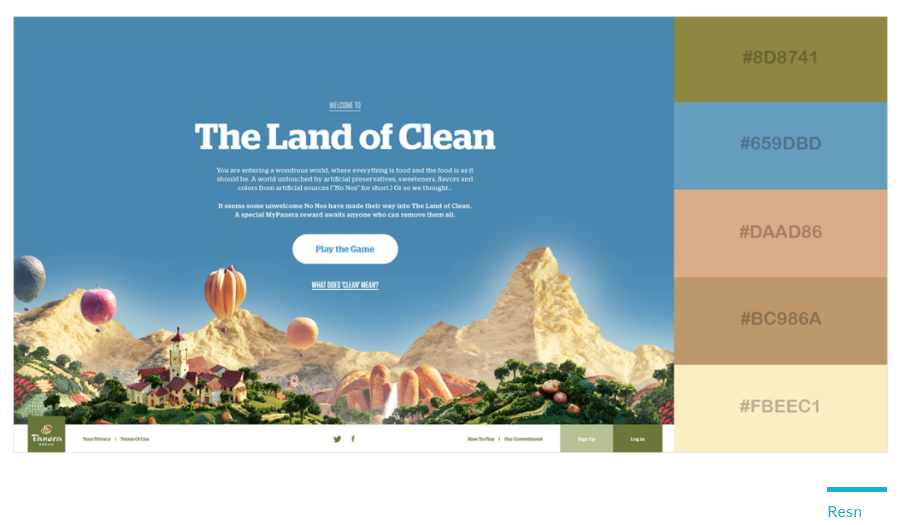 WELCOME TO
The Land of Clean
You are entering a wondrous world, where everything is food and the food is as it
should be. A world untouched by artificial preservatives, sweeteners, flavors and
colors from artificial sources ("No Nos" for short.) Or so we thought...
It seems some unwelcome No Nos have made their way into The Land of Clean.
A special MyPanera reward awaits anyone who can remove them all.
Play the Game
WHAT DOES 'CLEAN' MEAN?
Panera
BREAD
Your Privacy | Terms Of Use
How To Play | Our Commitment
Sign Up
Log In
#8D8741
#659DBD
#DAAD86
#BC986A
#FBEEC1
Resn